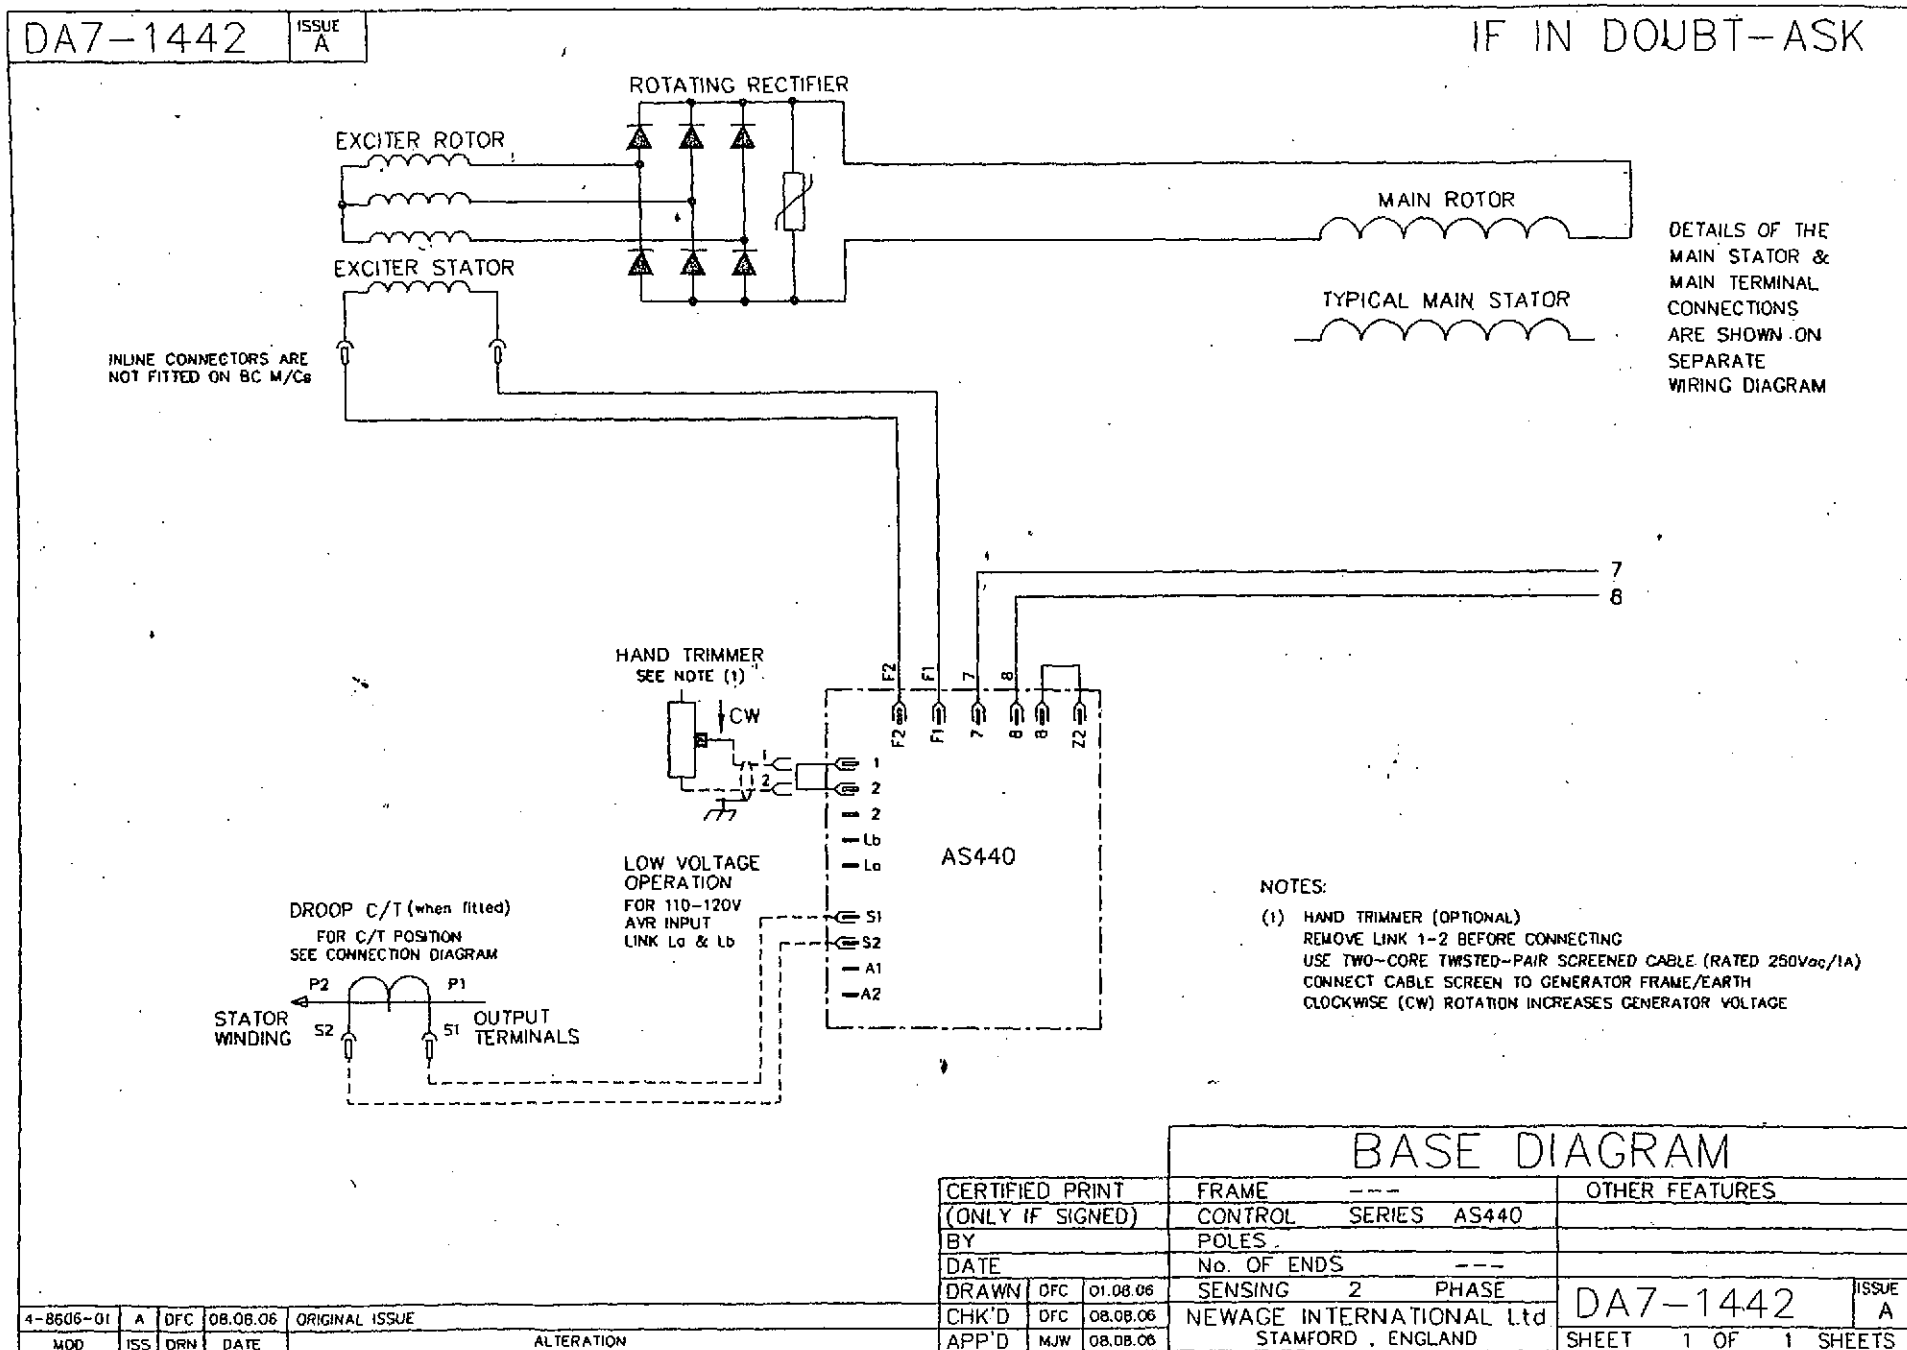 DA7-1442
ISSUE
A
IF IN DOUBT-ASK
ROTATING RECTIFIER
EXCITER ROTOR
MAIN ROTOR
EXCITER STATOR
TYPICAL MAIN STATOR
DETAILS OF THE
MAIN STATOR &
MAIN TERMINAL
CONNECTIONS
ARE SHOWN ON
SEPARATE
WIRING DIAGRAM
INLINE CONNECTORS ARE
NOT FITTED ON BC M/Cs
7
8
HAND TRIMMER
SEE NOTE (1)
CW
1
2
F2
F1
7
8
F2
F1
7
8
8
Z2
1
2
2
Lb
La
S1
S2
A1
A2
AS440
LOW VOLTAGE
OPERATION
FOR 110-120V
AVR INPUT
LINK La & Lb
DROOP C/T (when fitted)
FOR C/T POSITION
SEE CONNECTION DIAGRAM
P2
P1
STATOR
WINDING
S2
S1
OUTPUT
TERMINALS
NOTES:
(1) HAND TRIMMER (OPTIONAL)
REMOVE LINK 1-2 BEFORE CONNECTING
USE TWO-CORE TWISTED-PAIR SCREENED CABLE (RATED 250Vac/1A)
CONNECT CABLE SCREEN TO GENERATOR FRAME/EARTH
CLOCKWISE (CW) ROTATION INCREASES GENERATOR VOLTAGE
BASE DIAGRAM
CERTIFIED PRINT
(ONLY IF SIGNED)
BY
DATE
DRAWN DFC 01.08.06
CHK'D DFC 08.08.06
APP'D MJW 08.08.06
FRAME ---
CONTROL SERIES AS440
POLES
No. OF ENDS ---
SENSING 2 PHASE
NEWAGE INTERNATIONAL Ltd
STAMFORD , ENGLAND
OTHER FEATURES
DA7-1442
ISSUE
A
SHEET 1 OF 1 SHEETS
4-8606-01 A DFC 08.08.06 ORIGINAL ISSUE
MOD ISS DRN DATE ALTERATION